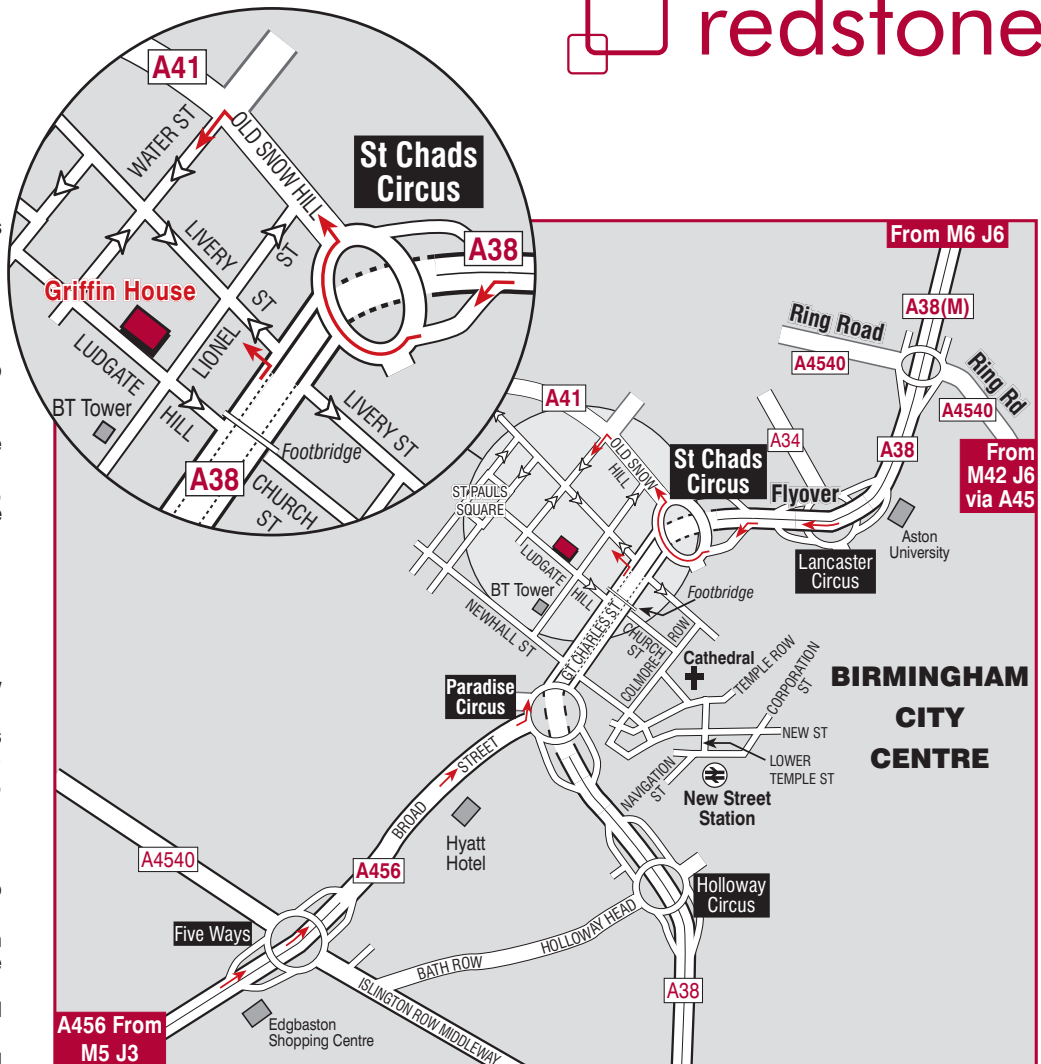 redstone
A41
WATER ST
OLD SNOW HILL
St Chads
Circus
A38
LIVERY
ST
ST
LIONEL
Griffin House
LUDGATE
HILL
BT Tower
LIVERY ST
Footbridge
A38
CHURCH
ST
From M6 J6
A38(M)
Ring Road
A4540
Ring Rd
A4540
A41
A34
A38
From
M42 J6
via A45
OLD SNOW
HILL
St Chads
Circus
Flyover
ST PAULS
SQUARE
Aston
University
Lancaster
Circus
LUDGATE
HILL
BT Tower
Footbridge
NEWHALL ST
GT CHARLES ST
CHURCH
ST
COLMORE
ROW
Cathedral
TEMPLE ROW
CORPORATION
ST
BIRMINGHAM
CITY
CENTRE
Paradise
Circus
NEW ST
LOWER
TEMPLE ST
NAVIGATION
ST
New Street
Station
BROAD
STREET
Hyatt
Hotel
A4540
A456
Holloway
Circus
Five Ways
HOLLOWAY HEAD
BATH ROW
ISLINGTON ROW MIDDLEWAY
A38
Edgbaston
Shopping Centre
A456 From
M5 J3